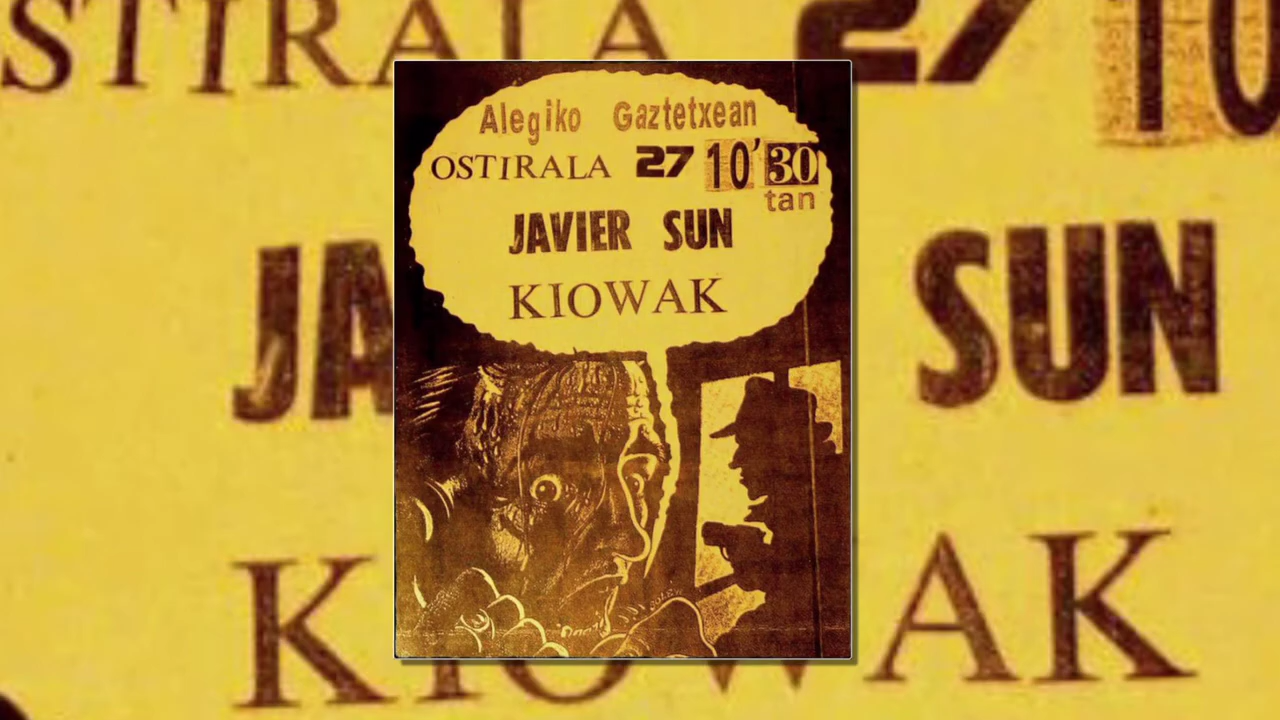 Alegiko Gaztetxean
OSTIRALA 27 10'30
tan
JAVIER SUN
KIOWAK